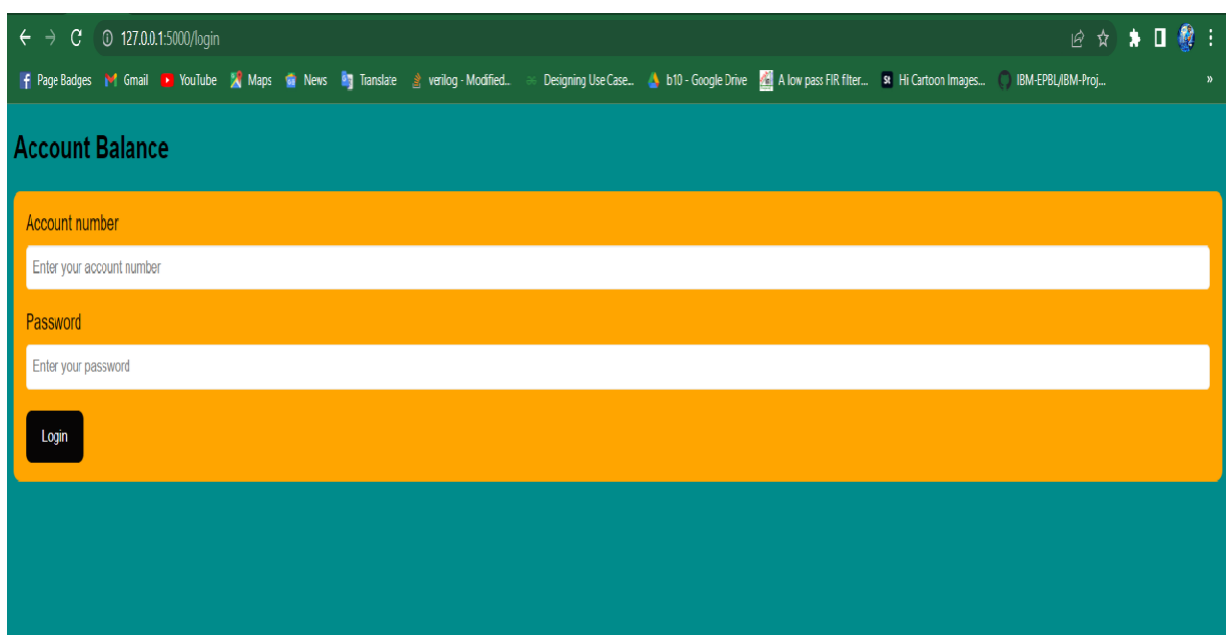 127.0.0.1:5000/login
Page Badges Gmail YouTube Maps News Translate verilog - Modified... Designing Use Case... b10 - Google Drive A low pass FIR filter... St Hi Cartoon Images... IBM-EPBL/IBM-Proj... »
Account Balance
Account number
Enter your account number
Password
Enter your password
Login